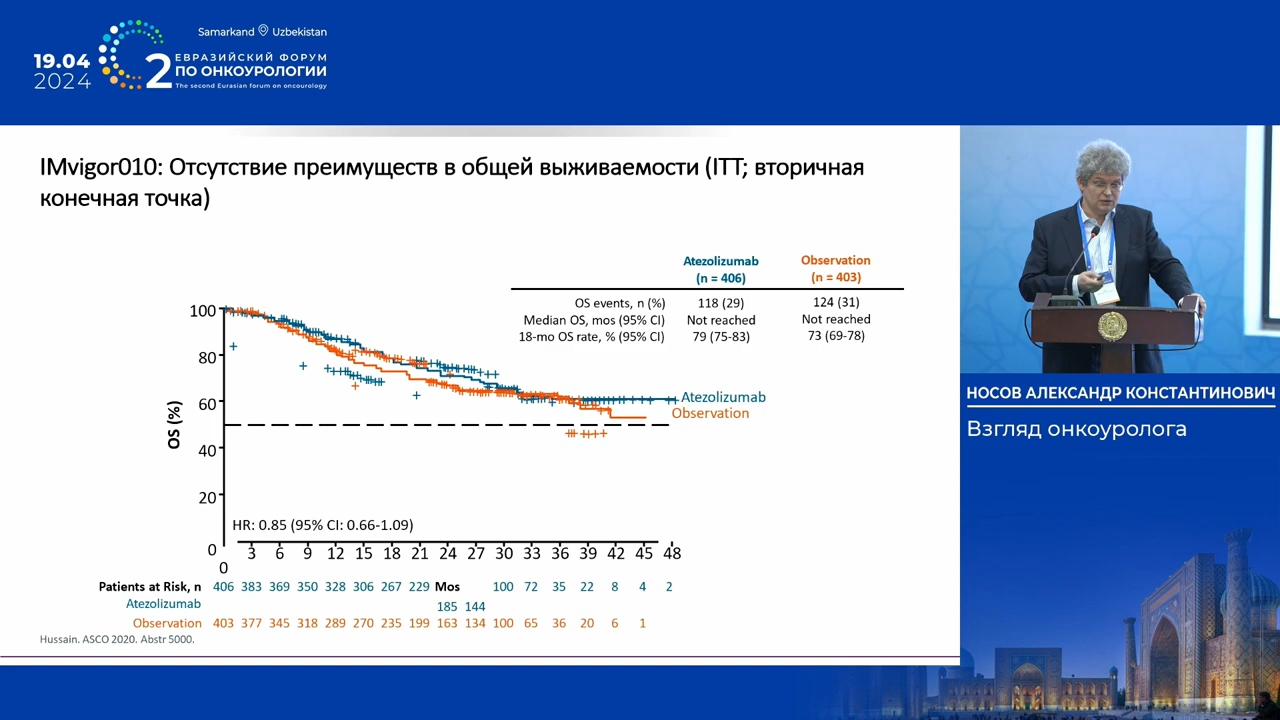 Samarkand Uzbekistan
19.04
2024
2
ЕВРАЗИЙСКИЙ ФОРУМ
ПО ОНКОУРОЛОГИИ
The second Eurasian forum on oncourology
IMvigor010: Отсутствие преимуществ в общей выживаемости (ITT; вторичная
конечная точка)
Atezolizumab Observation
(n = 406) (n = 403)
OS events, n (%) 118 (29) 124 (31)
Median OS, mos (95% CI) Not reached Not reached
18-mo OS rate, % (95% CI) 79 (75-83) 73 (69-78)
100
80
60
40
20
0
OS (%)
Atezolizumab
Observation
HR: 0.85 (95% CI: 0.66-1.09)
0 3 6 9 12 15 18 21 24 27 30 33 36 39 42 45 48
Mos
Patients at Risk, n
Atezolizumab 406 383 369 350 328 306 267 229 185 144 100 72 35 22 8 4 2
Observation 403 377 345 318 289 270 235 199 163 134 100 65 36 20 6 1
Hussain. ASCO 2020. Abstr 5000.
НОСОВ АЛЕКСАНДР КОНСТАНТИНОВИЧ
Взгляд онкоуролога